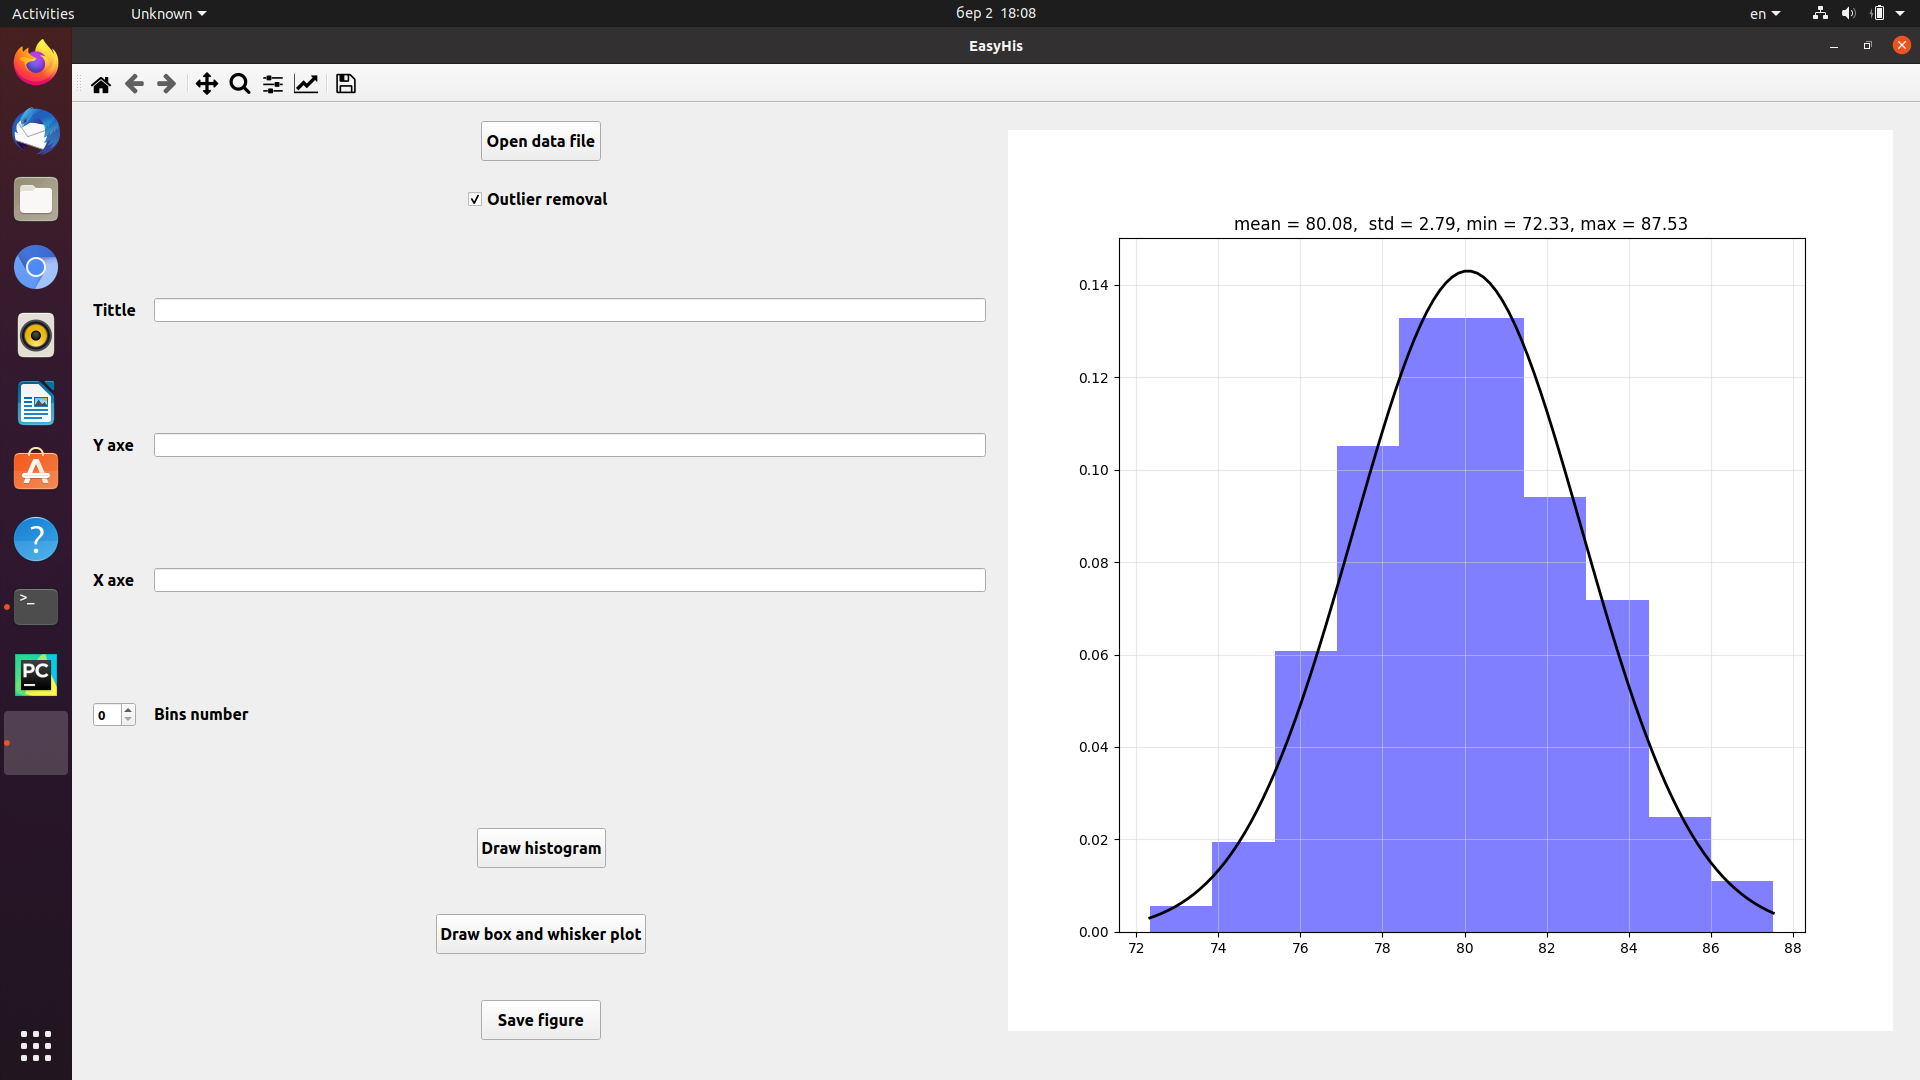 Activities
Unknown
бер 2 18:08
en
EasyHis
Open data file
Outlier removal
Tittle
Y axe
X axe
0
Bins number
Draw histogram
Draw box and whisker plot
Save figure
mean = 80.08,  std = 2.79, min = 72.33, max = 87.53
0.14
0.12
0.10
0.08
0.06
0.04
0.02
0.00
72 74 76 78 80 82 84 86 88
?
>_
PC